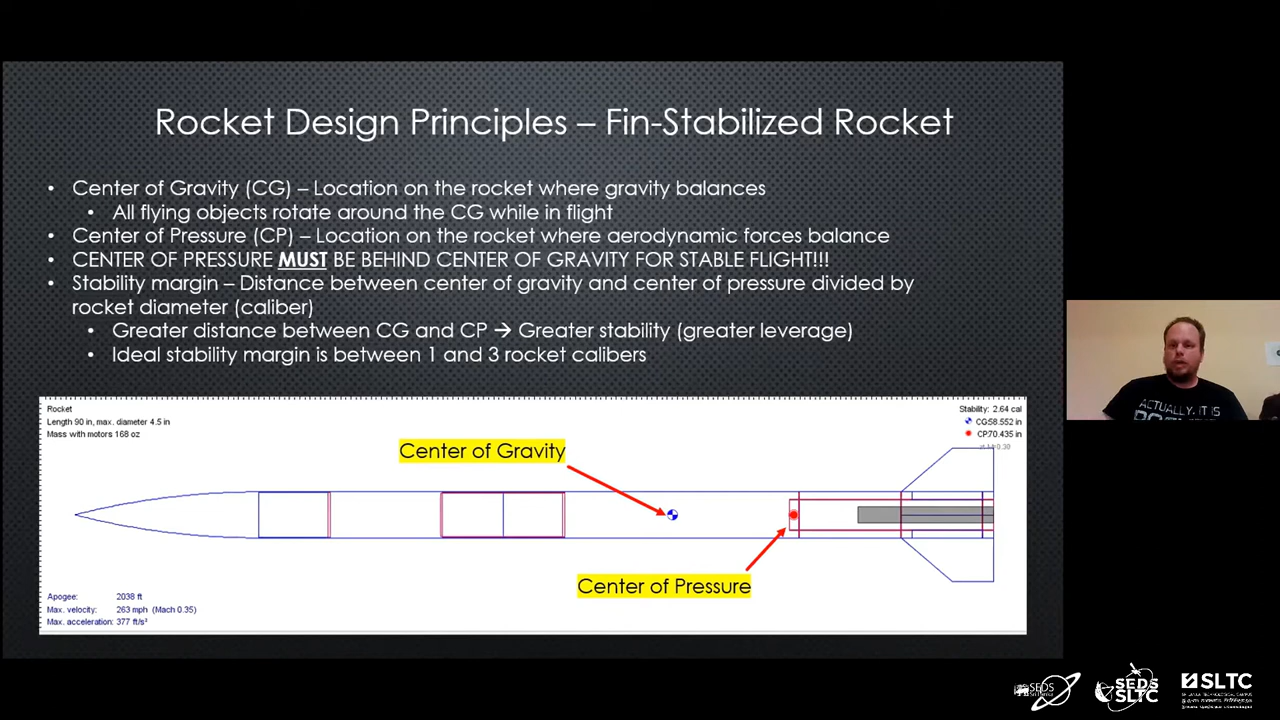 Rocket Design Principles – Fin-Stabilized Rocket
• Center of Gravity (CG) – Location on the rocket where gravity balances
• All flying objects rotate around the CG while in flight
• Center of Pressure (CP) – Location on the rocket where aerodynamic forces balance
• CENTER OF PRESSURE MUST BE BEHIND CENTER OF GRAVITY FOR STABLE FLIGHT!!!
• Stability margin – Distance between center of gravity and center of pressure divided by
rocket diameter (caliber)
• Greater distance between CG and CP → Greater stability (greater leverage)
• Ideal stability margin is between 1 and 3 rocket calibers
Rocket
Length 90 in, max. diameter 4.5 in
Mass with motors 168 oz
Stability: 2.64 cal
CG:58.552 in
CP:70.435 in
Center of Gravity
Center of Pressure
Apogee: 2038 ft
Max. velocity: 263 mph (Mach 0.35)
Max. acceleration: 377 ft/s²
ACTUALLY, IT IS
SEDS
SEDS
SLTC
SLTC